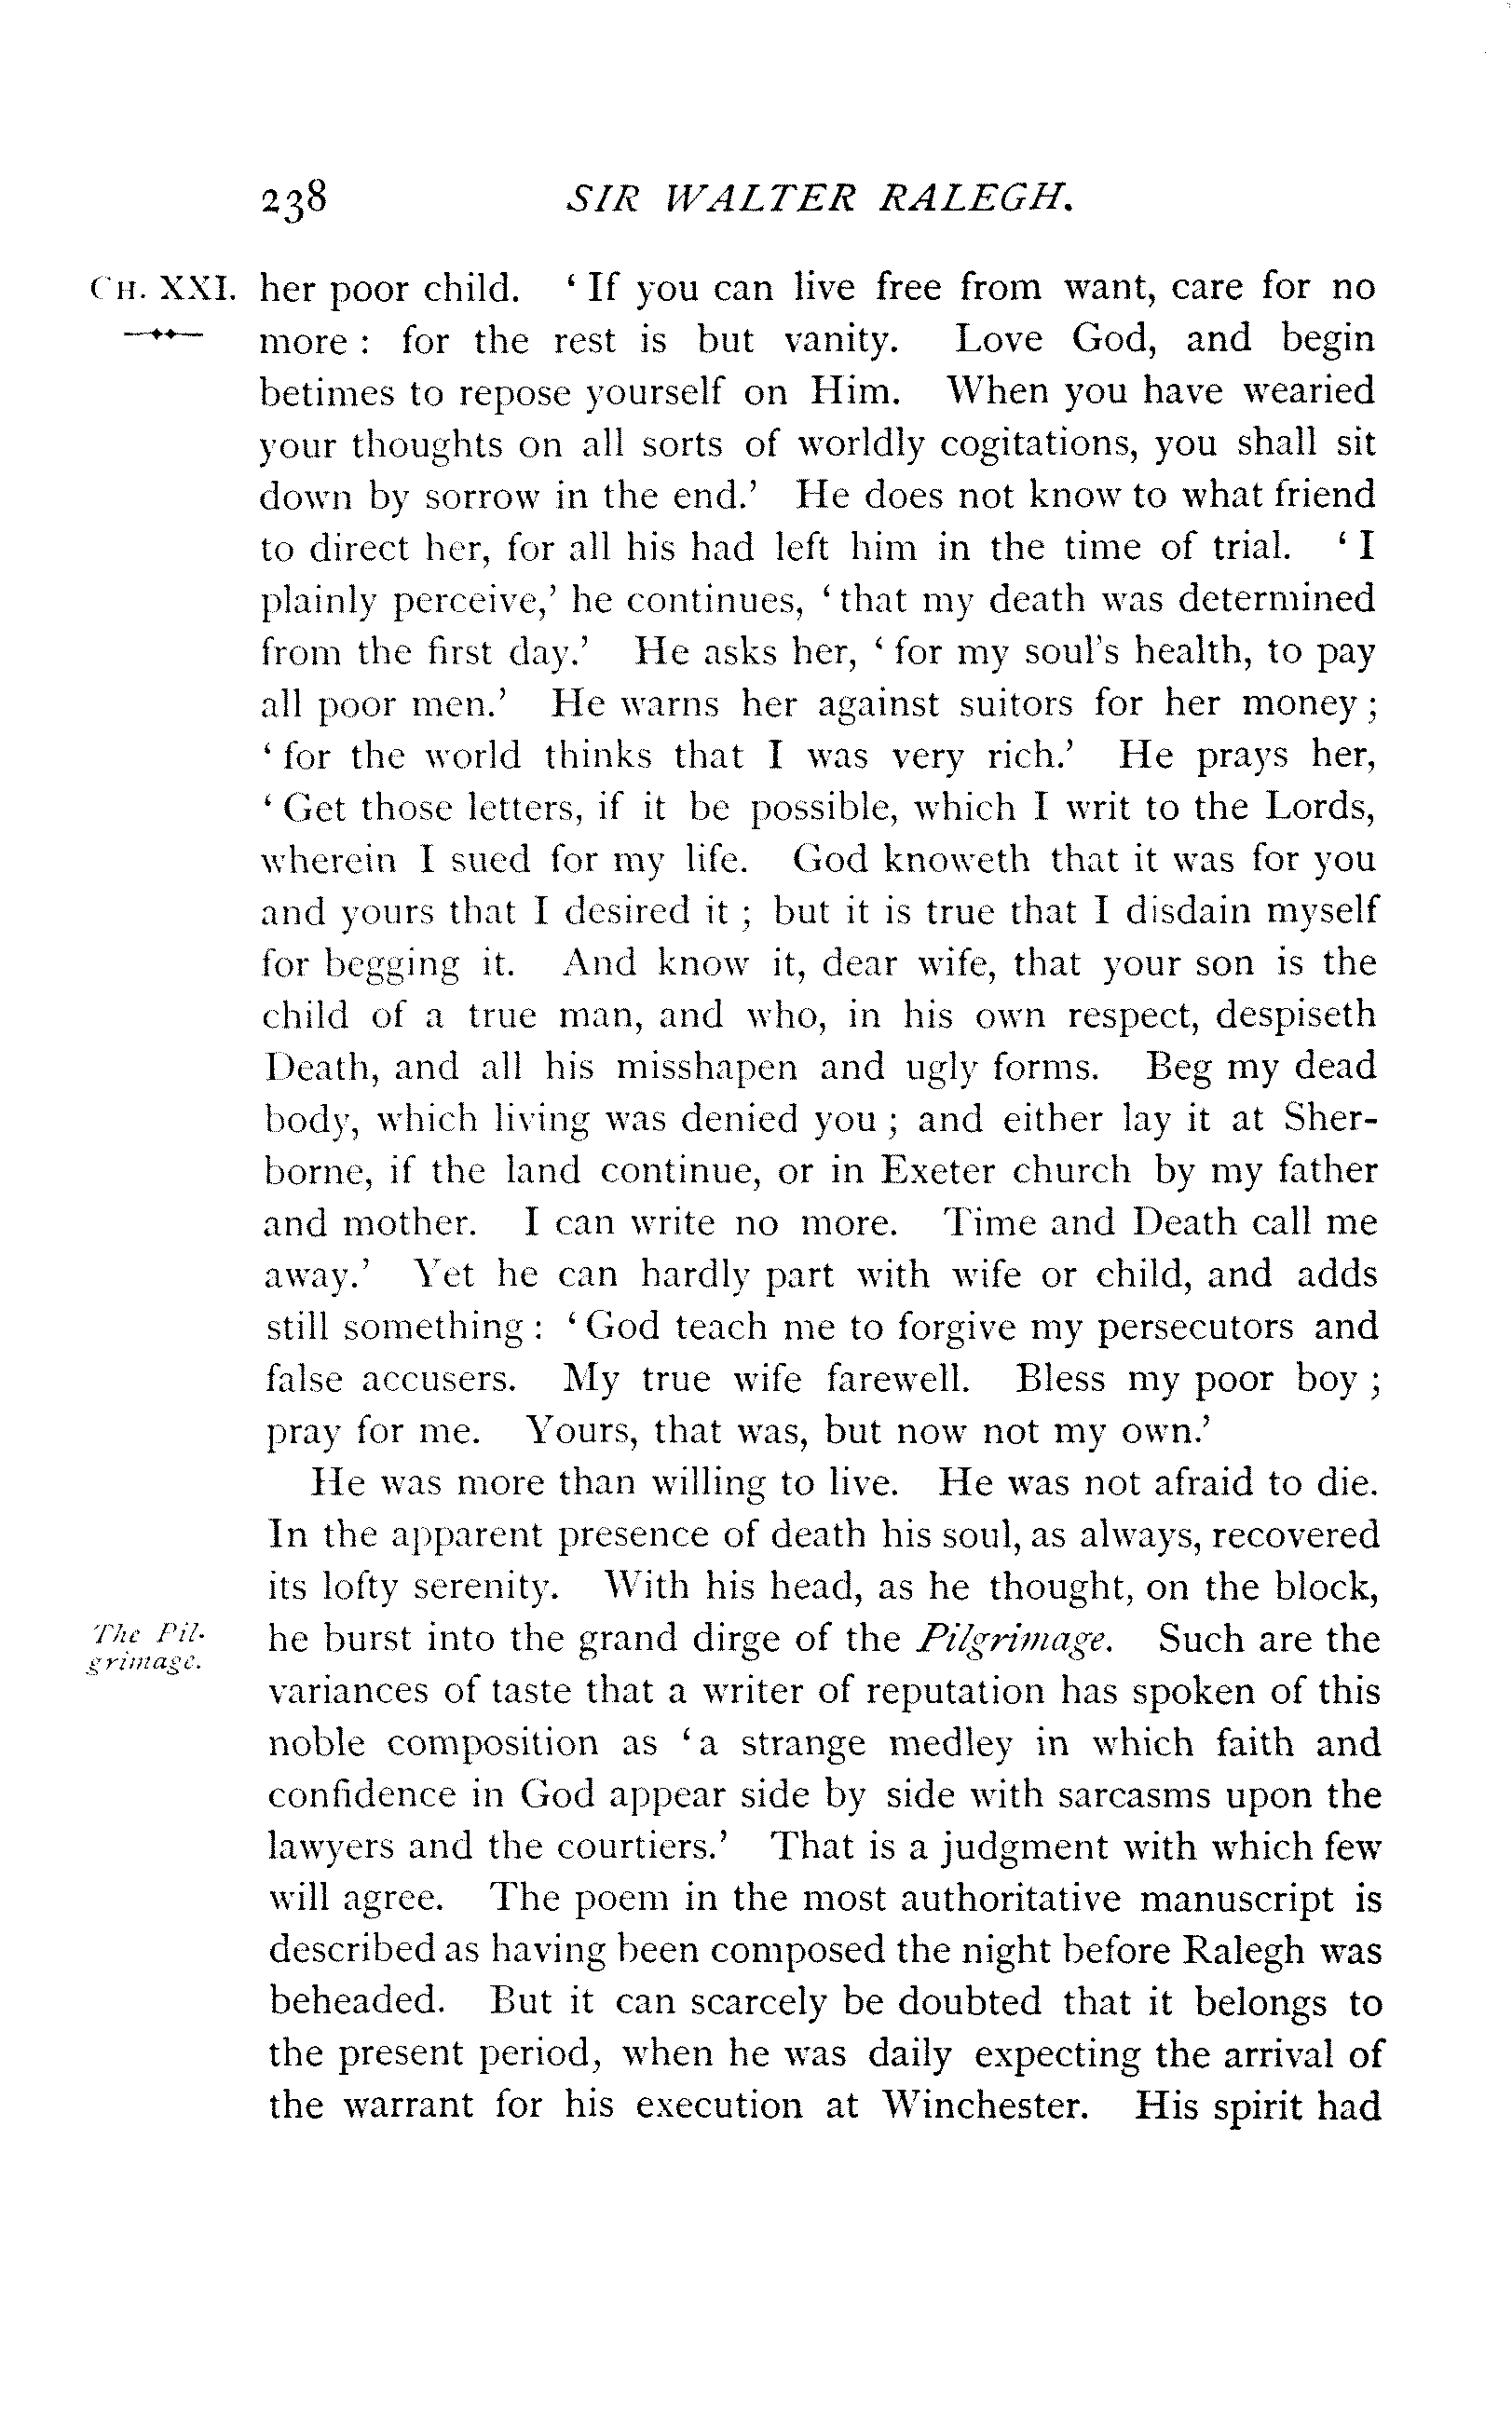 238 SIR WALTER RALEGH.
CH. XXI. her poor child. ‘ If you can live free from want, care for no
more : for the rest is but vanity. Love God, and begin
betimes to repose yourself on Him. When you have wearied
your thoughts on all sorts of worldly cogitations, you shall sit
down by sorrow in the end.’ He does not know to what friend
to direct her, for all his had left him in the time of trial. ‘ I
plainly perceive,’ he continues, ‘ that my death was determined
from the first day.’ He asks her, ‘ for my soul’s health, to pay
all poor men.’ He warns her against suitors for her money ;
‘ for the world thinks that I was very rich.’ He prays her,
‘ Get those letters, if it be possible, which I writ to the Lords,
wherein I sued for my life. God knoweth that it was for you
and yours that I desired it ; but it is true that I disdain myself
for begging it. And know it, dear wife, that your son is the
child of a true man, and who, in his own respect, despiseth
Death, and all his misshapen and ugly forms. Beg my dead
body, which living was denied you ; and either lay it at Sher-
borne, if the land continue, or in Exeter church by my father
and mother. I can write no more. Time and Death call me
away.’ Yet he can hardly part with wife or child, and adds
still something : ‘ God teach me to forgive my persecutors and
false accusers. My true wife farewell. Bless my poor boy ;
pray for me. Yours, that was, but now not my own.’
He was more than willing to live. He was not afraid to die.
In the apparent presence of death his soul, as always, recovered
its lofty serenity. With his head, as he thought, on the block,
The Pil-
grimage.
he burst into the grand dirge of the Pilgrimage. Such are the
variances of taste that a writer of reputation has spoken of this
noble composition as ‘ a strange medley in which faith and
confidence in God appear side by side with sarcasms upon the
lawyers and the courtiers.’ That is a judgment with which few
will agree. The poem in the most authoritative manuscript is
described as having been composed the night before Ralegh was
beheaded. But it can scarcely be doubted that it belongs to
the present period, when he was daily expecting the arrival of
the warrant for his execution at Winchester. His spirit had